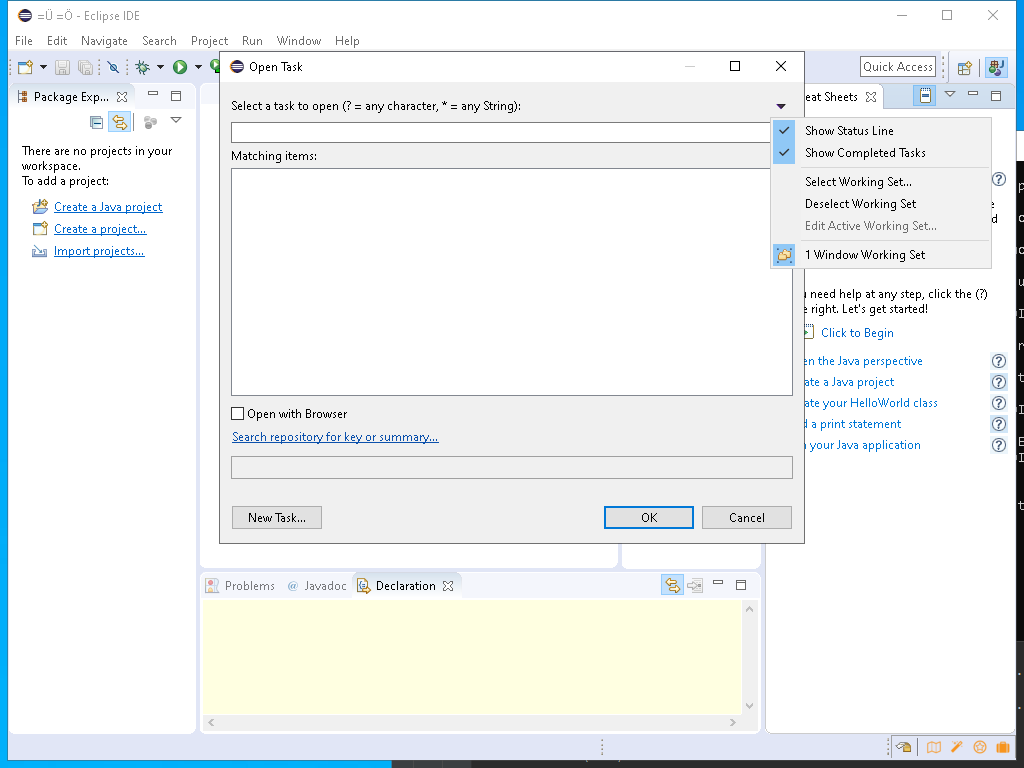 =Ü =Ö - Eclipse IDE
File Edit Navigate Search Project Run Window Help
Quick Access
Package Exp...
There are no projects in your
workspace.
To add a project:
Create a Java project
Create a project...
Import projects...
Open Task
Select a task to open (? = any character, * = any String):
Matching items:
Open with Browser
Search repository for key or summary...
New Task...
OK
Cancel
eat Sheets
Show Status Line
Show Completed Tasks
Select Working Set...
Deselect Working Set
Edit Active Working Set...
1 Window Working Set
need help at any step, click the (?)
e right. Let's get started!
Click to Begin
en the Java perspective
ate a Java project
ate your HelloWorld class
d a print statement
your Java application
Problems
@ Javadoc
Declaration